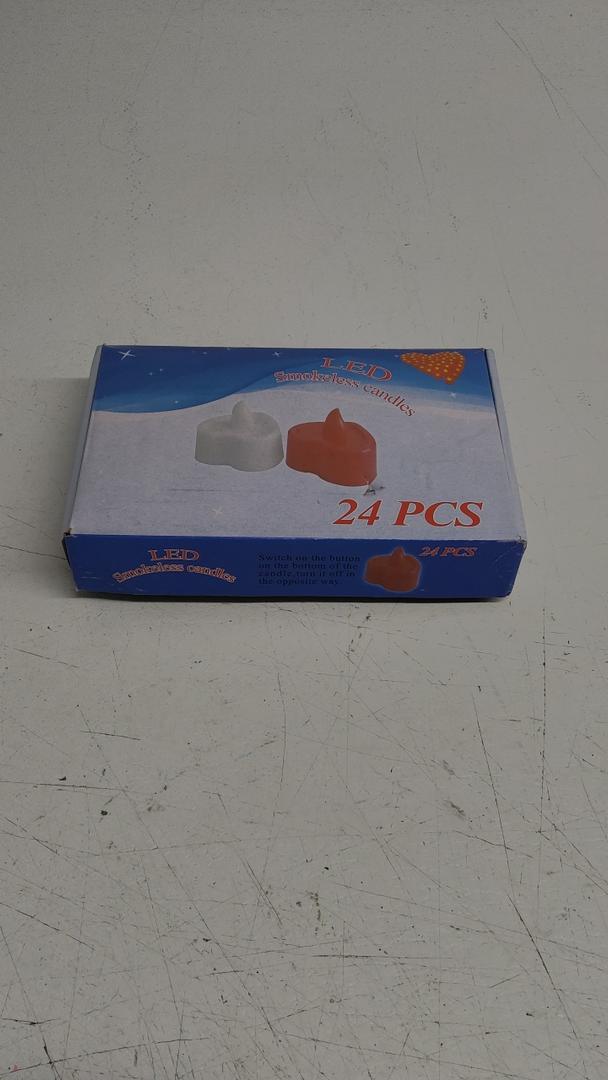 LED
Smokeless candles
24 PCS
LED
Smokeless candles
Switch on the button
on the bottom of the
candle,turn it off in
the opposite way.
24 PCS